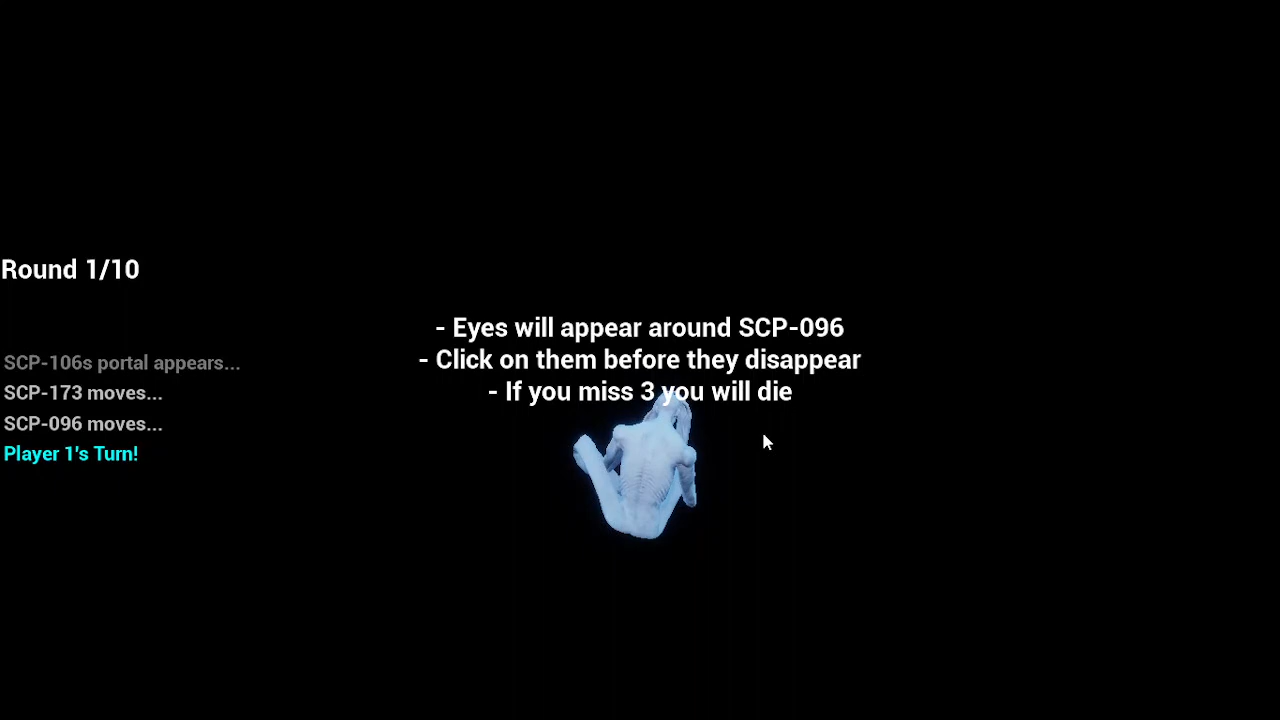 Round 1/10
- Eyes will appear around SCP-096
- Click on them before they disappear
- If you miss 3 you will die
SCP-106s portal appears...
SCP-173 moves...
SCP-096 moves...
Player 1's Turn!